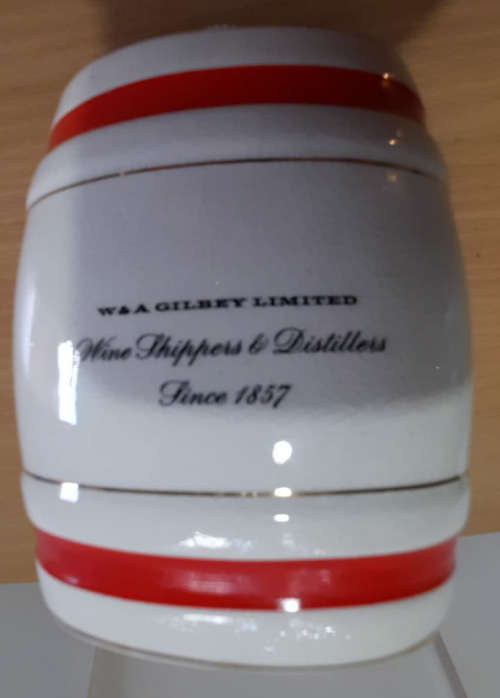 W & A GILBEY LIMITED
Wine Shippers & Distillers
Since 1857